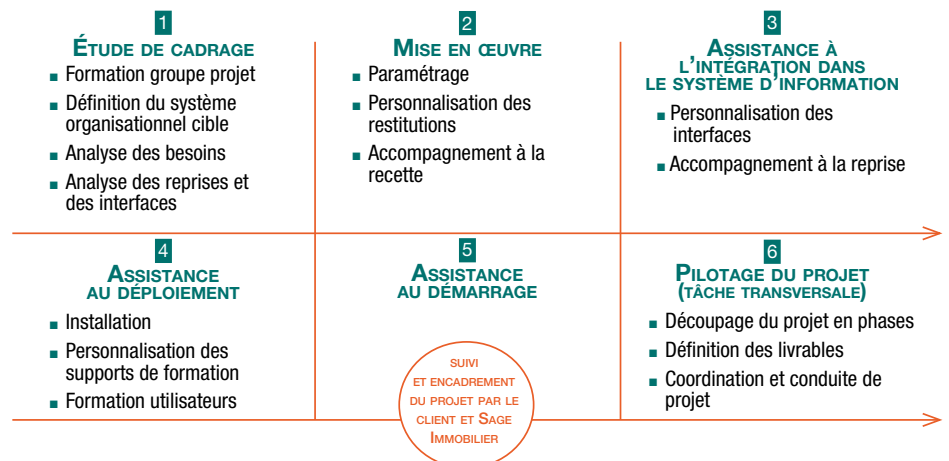 1
ÉTUDE DE CADRAGE
■ Formation groupe projet
■ Définition du système
organisationnel cible
■ Analyse des besoins
■ Analyse des reprises et
des interfaces
2
MISE EN ŒUVRE
■ Paramétrage
■ Personnalisation des
restitutions
■ Accompagnement à la
recette
3
ASSISTANCE À
L'INTÉGRATION DANS
LE SYSTÈME D'INFORMATION
■ Personnalisation des
interfaces
■ Accompagnement à la reprise
4
ASSISTANCE
AU DÉPLOIEMENT
■ Installation
■ Personnalisation des
supports de formation
■ Formation utilisateurs
5
ASSISTANCE
AU DÉMARRAGE
SUIVI
ET ENCADREMENT
DU PROJET PAR LE
CLIENT ET SAGE
IMMOBILIER
6
PILOTAGE DU PROJET
(TÂCHE TRANSVERSALE)
■ Découpage du projet en phases
■ Définition des livrables
■ Coordination et conduite de
projet